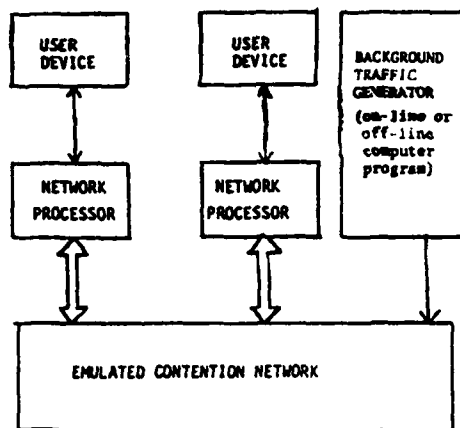 USER
DEVICE
USER
DEVICE
BACKGROUND
TRAFFIC
GENERATOR
(on-line or
off-line
computer
program)
NETWORK
PROCESSOR
NETWORK
PROCESSOR
EMULATED CONTENTION NETWORK